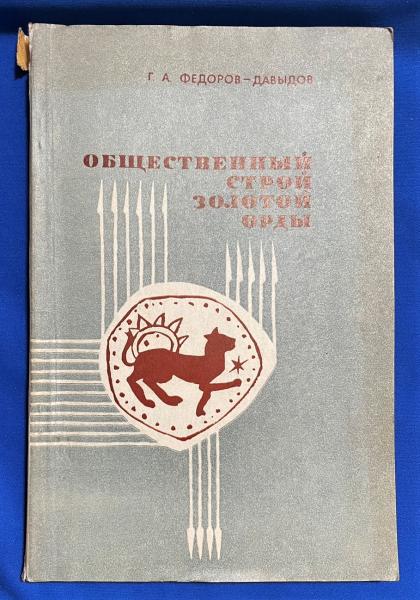 Г. А. ФЕДОРОВ-ДАВЫДОВ
ОБЩЕСТВЕННЫЙ
СТРОЙ
ЗОЛОТОЙ
ОРДЫ